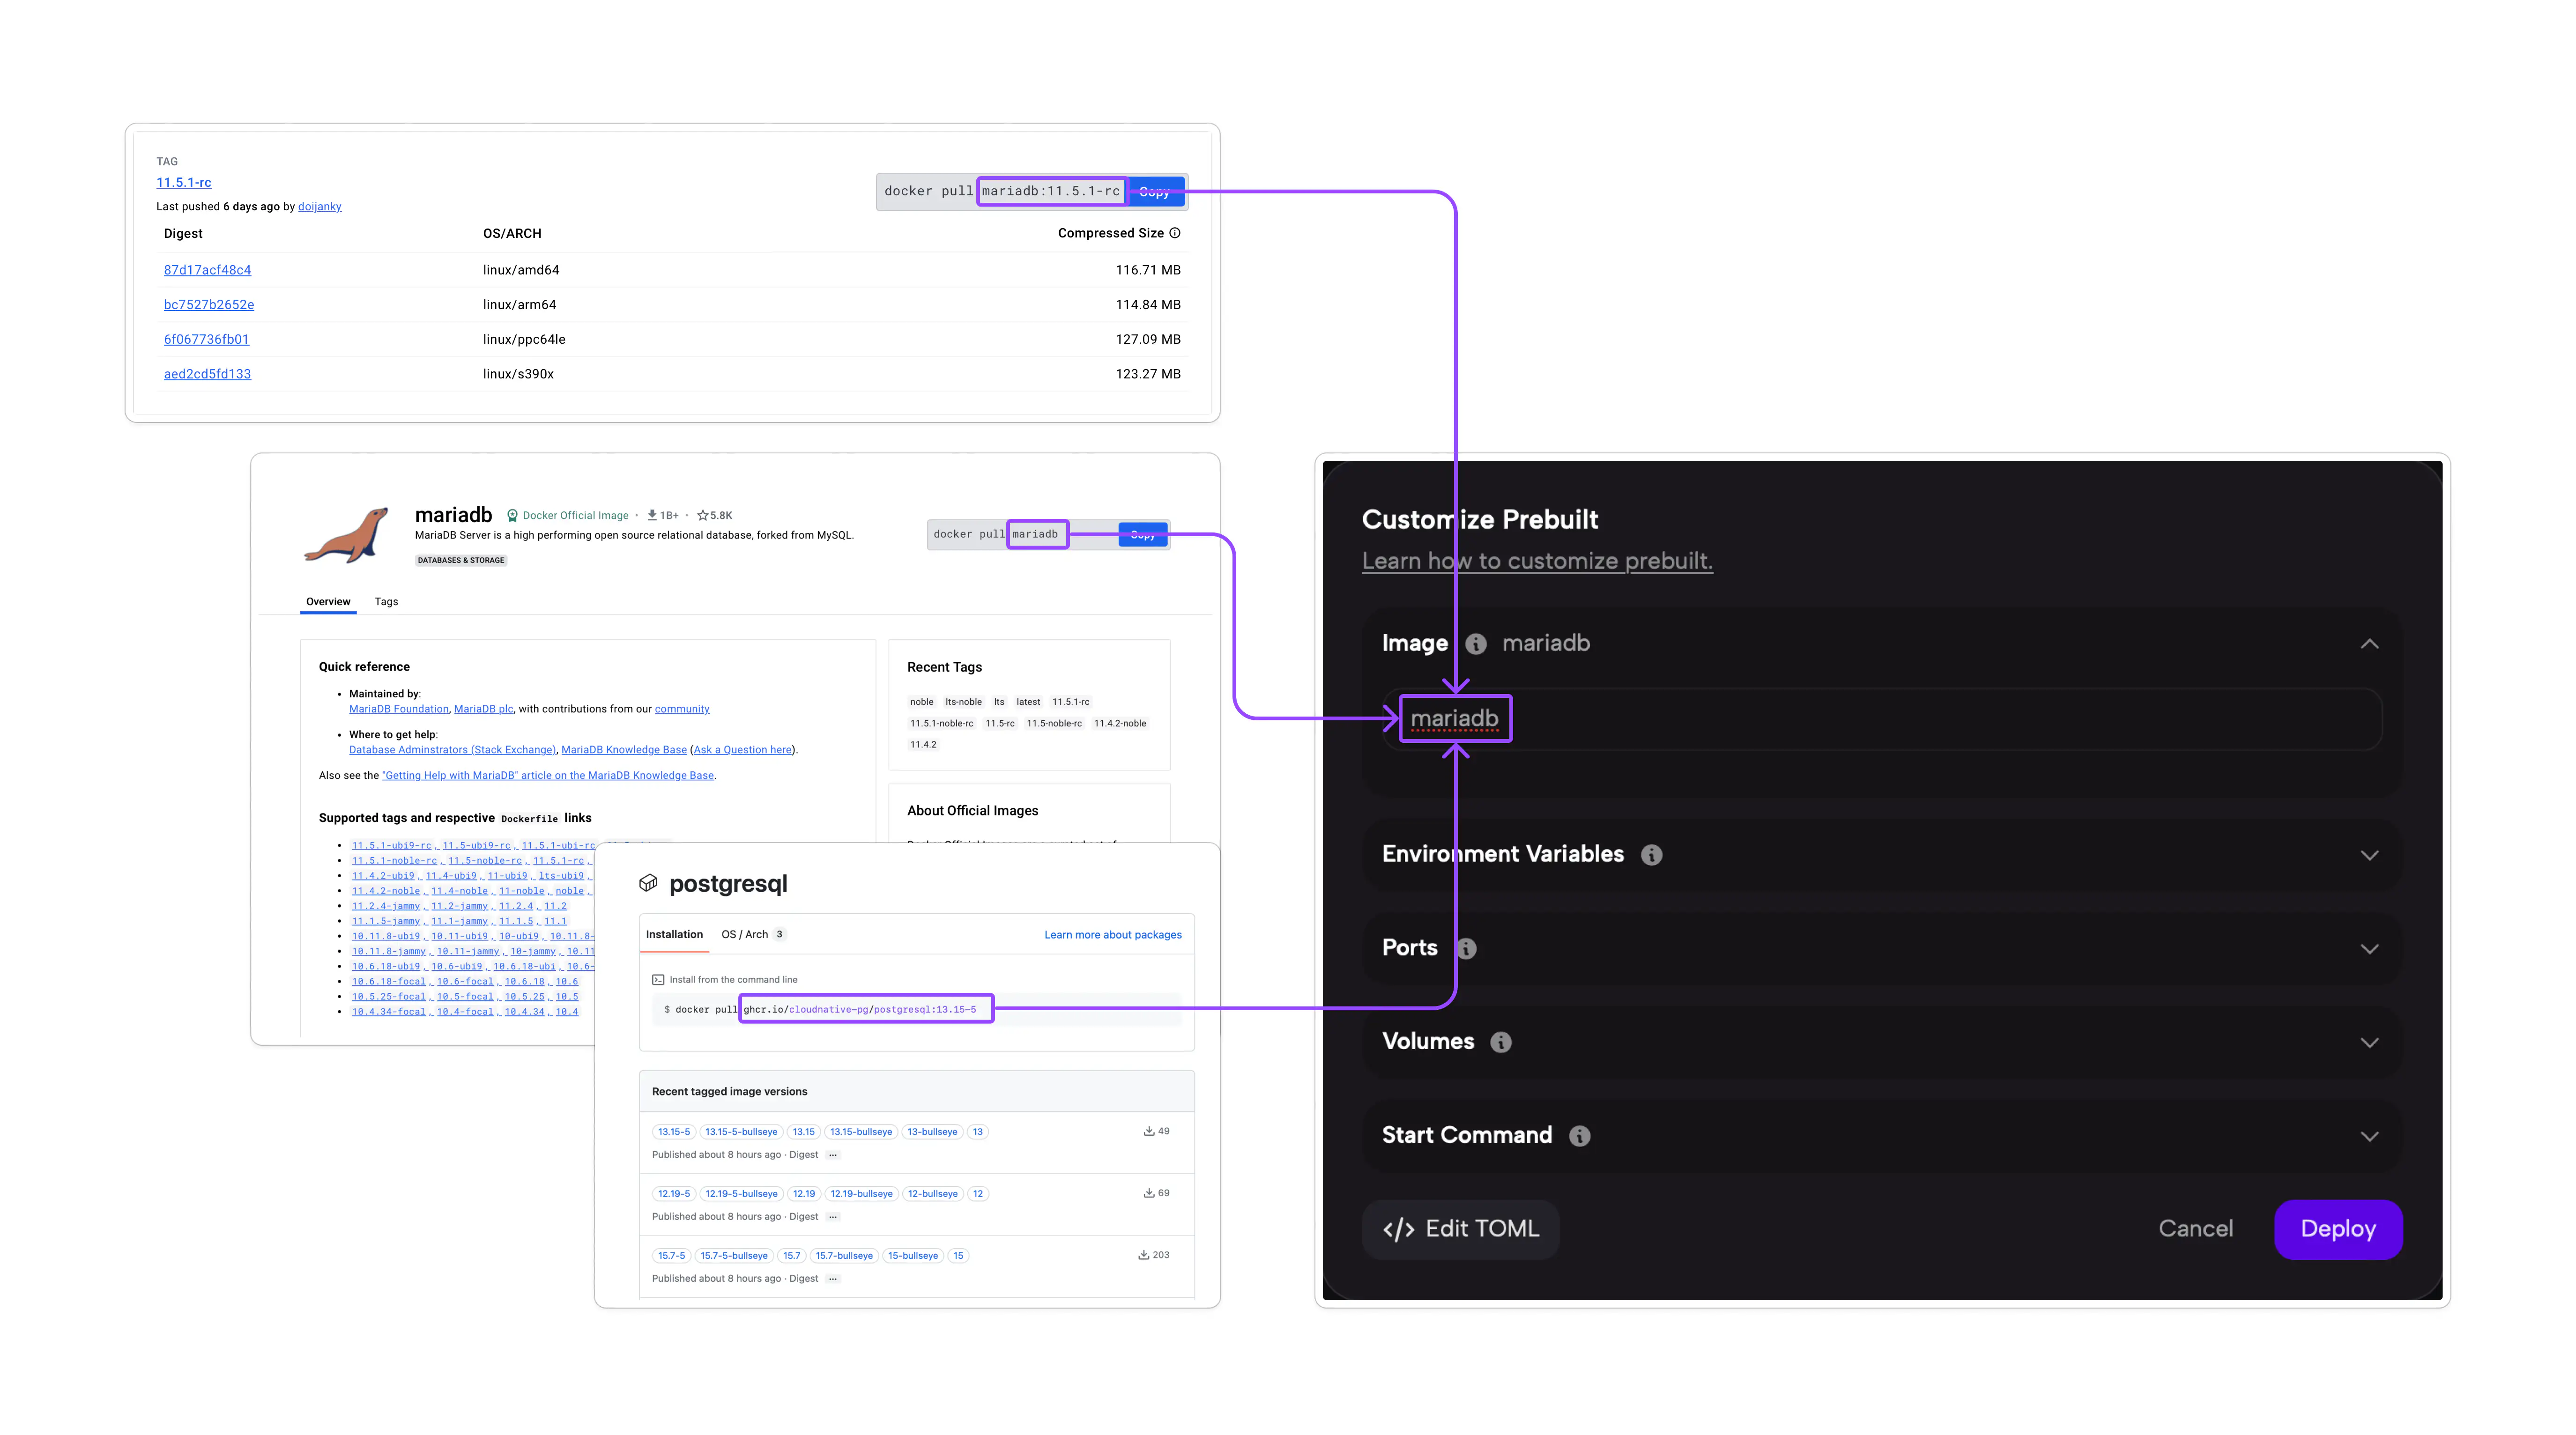 TAG
11.5.1-rc
Last pushed 6 days ago by doijanky
docker pull mariadb:11.5.1-rc
Copy
Digest OS/ARCH Compressed Size
87d17acf48c4 linux/amd64 116.71 MB
bc7527b2652e linux/arm64 114.84 MB
6f067736fb01 linux/ppc64le 127.09 MB
aed2cd5fd133 linux/s390x 123.27 MB
mariadb Docker Official Image · 1B+ · 5.8K
MariaDB Server is a high performing open source relational database, forked from MySQL.
DATABASES & STORAGE
docker pull mariadb
Copy
Overview Tags
Quick reference
• Maintained by:
MariaDB Foundation, MariaDB plc, with contributions from our community
• Where to get help:
Database Adminstrators (Stack Exchange), MariaDB Knowledge Base (Ask a Question here).
Also see the "Getting Help with MariaDB" article on the MariaDB Knowledge Base.
Supported tags and respective Dockerfile links
• 11.5.1-ubi9-rc, 11.5-ubi9-rc, 11.5.1-ubi-rc,
• 11.5.1-noble-rc, 11.5-noble-rc, 11.5.1-rc,
• 11.4.2-ubi9, 11.4-ubi9, 11-ubi9, lts-ubi9,
• 11.4.2-noble, 11.4-noble, 11-noble, noble,
• 11.2.4-jammy, 11.2-jammy, 11.2.4, 11.2
• 11.1.5-jammy, 11.1-jammy, 11.1.5, 11.1
• 10.11.8-ubi9, 10.11-ubi9, 10-ubi9, 10.11.8-
• 10.11.8-jammy, 10.11-jammy, 10-jammy, 10.11
• 10.6.18-ubi9, 10.6-ubi9, 10.6.18-ubi, 10.6-
• 10.6.18-focal, 10.6-focal, 10.6.18, 10.6
• 10.5.25-focal, 10.5-focal, 10.5.25, 10.5
• 10.4.34-focal, 10.4-focal, 10.4.34, 10.4
Recent Tags
noble lts-noble lts latest 11.5.1-rc
11.5.1-noble-rc 11.5-rc 11.5-noble-rc 11.4.2-noble
11.4.2
About Official Images
postgresql
Installation OS / Arch 3 Learn more about packages
Install from the command line
$ docker pull ghcr.io/cloudnative-pg/postgresql:13.15-5
Recent tagged image versions
13.15-5 13.15-5-bullseye 13.15 13.15-bullseye 13-bullseye 13 49
Published about 8 hours ago · Digest ...
12.19-5 12.19-5-bullseye 12.19 12.19-bullseye 12-bullseye 12 69
Published about 8 hours ago · Digest ...
15.7-5 15.7-5-bullseye 15.7 15.7-bullseye 15-bullseye 15 203
Published about 8 hours ago · Digest ...
Customize Prebuilt
Learn how to customize prebuilt.
Image mariadb
mariadb
Environment Variables
Ports
Volumes
Start Command
</> Edit TOML
Cancel
Deploy